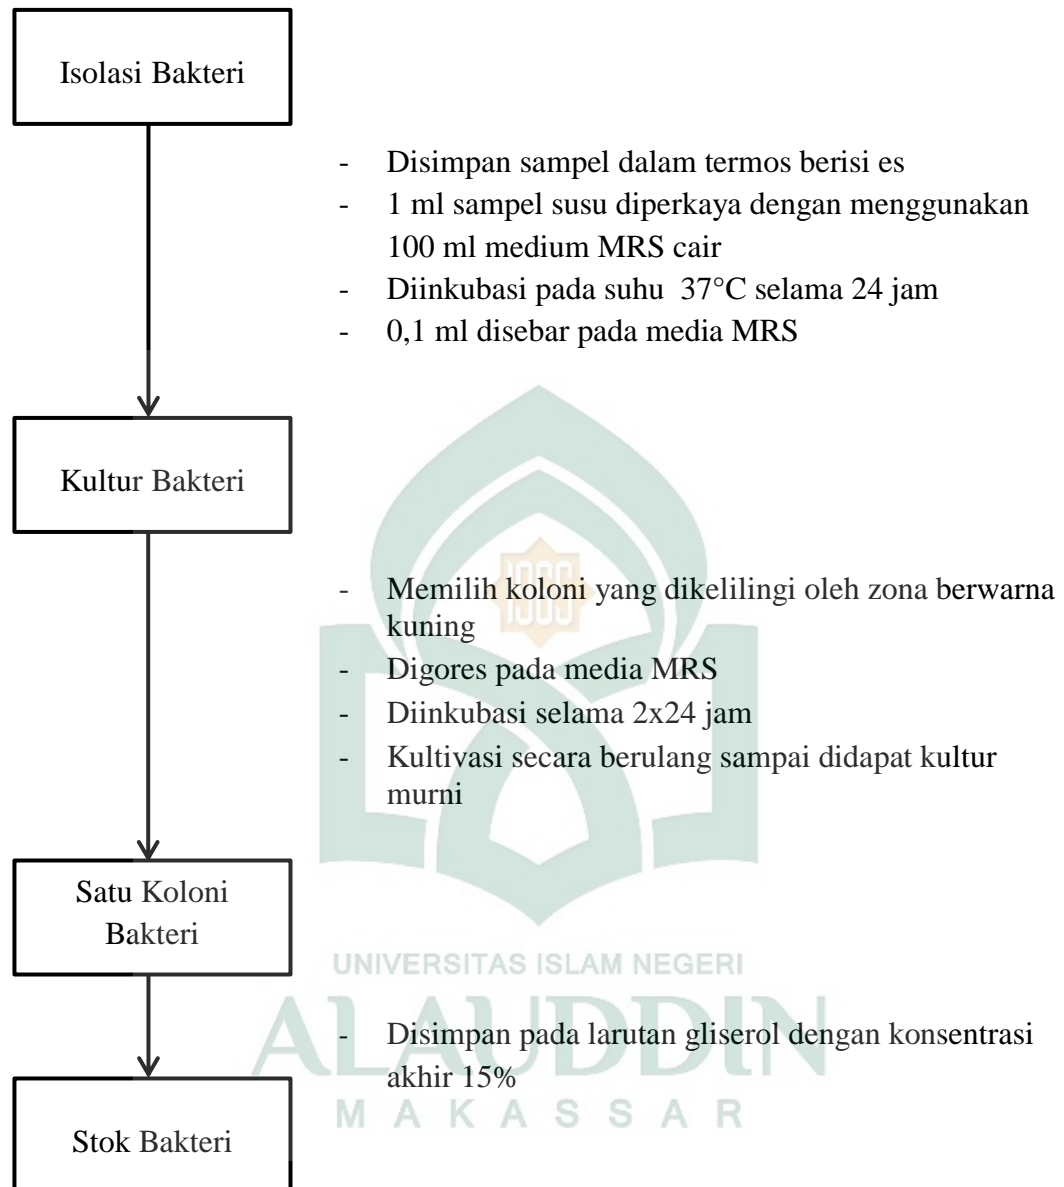 Isolasi Bakteri
- Disimpan sampel dalam termos berisi es
- 1 ml sampel susu diperkaya dengan menggunakan
100 ml medium MRS cair
- Diinkubasi pada suhu 37°C selama 24 jam
- 0,1 ml disebar pada media MRS
Kultur Bakteri
1965
- Memilih koloni yang dikelilingi oleh zona berwarna
kuning
- Digores pada media MRS
- Diinkubasi selama 2x24 jam
- Kultivasi secara berulang sampai didapat kultur
murni
Satu Koloni
Bakteri
UNIVERSITAS ISLAM NEGERI
ALAUDDIN
- Disimpan pada larutan gliserol dengan konsentrasi
akhir 15%
MAKASSAR
Stok Bakteri